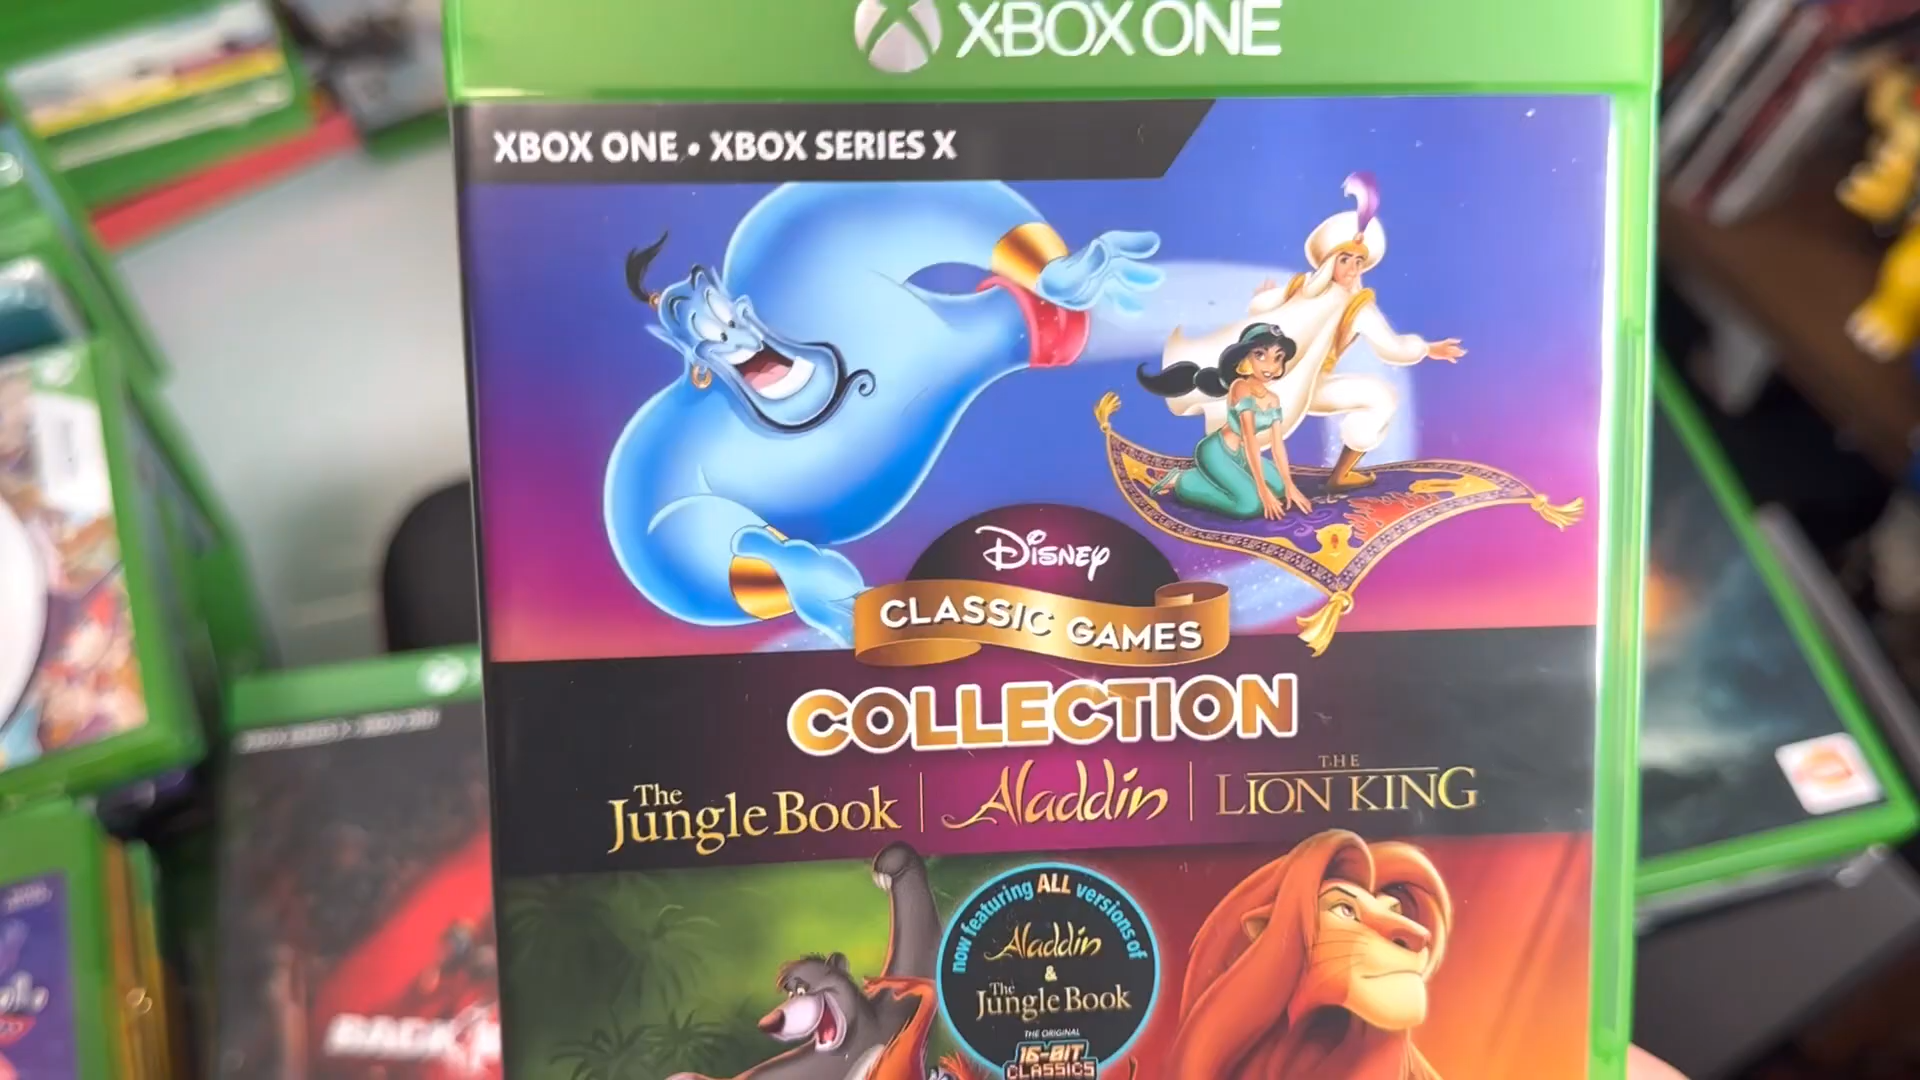 XBOX ONE
XBOX ONE • XBOX SERIES X
Disney
CLASSIC GAMES
COLLECTION
The Jungle Book | Aladdin | THE LION KING
now featuring ALL versions of
Aladdin
&
The Jungle Book
THE ORIGINAL
16-BIT
CLASSICS
BACK